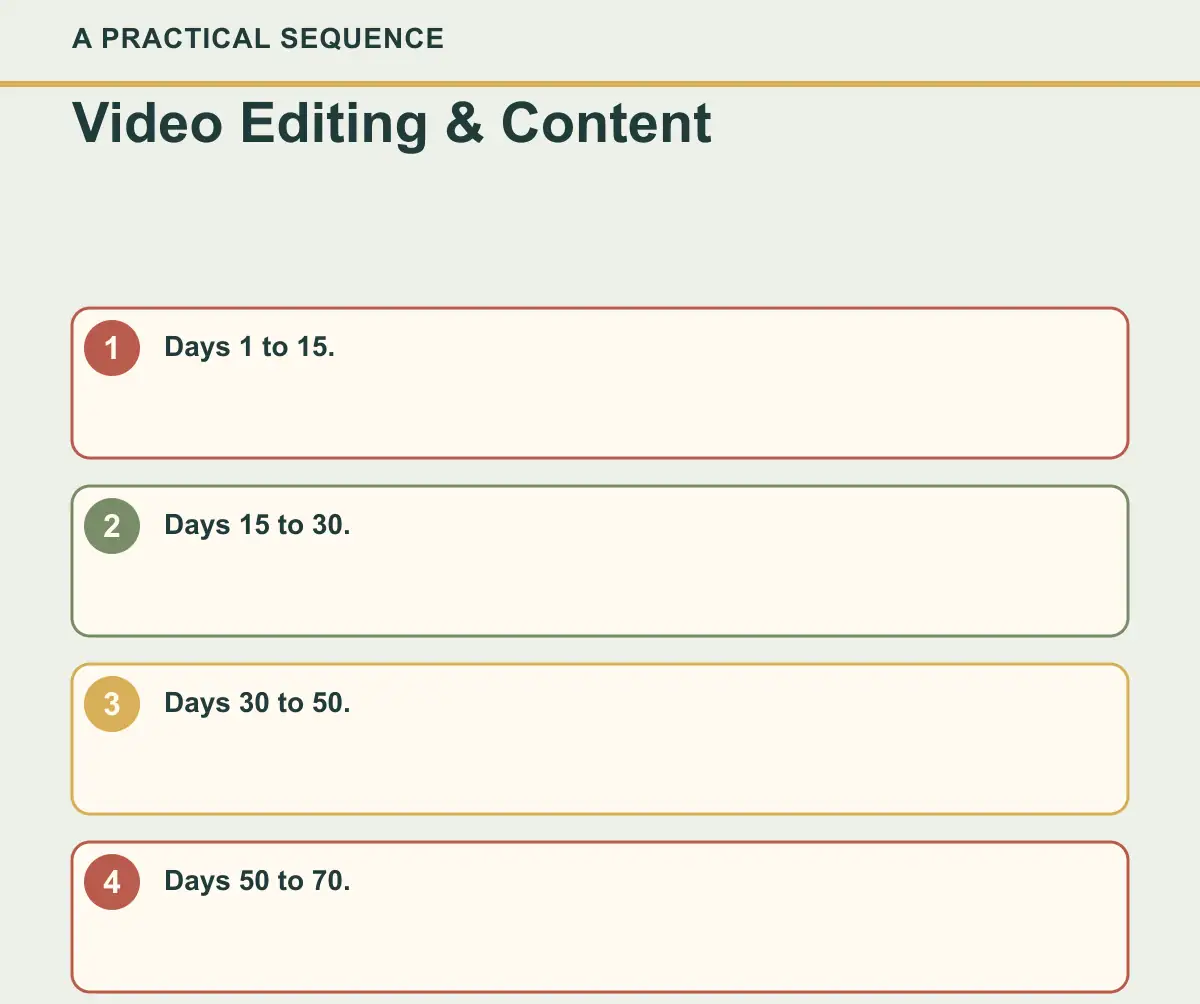 A PRACTICAL SEQUENCE
Video Editing & Content
1 Days 1 to 15.
2 Days 15 to 30.
3 Days 30 to 50.
4 Days 50 to 70.